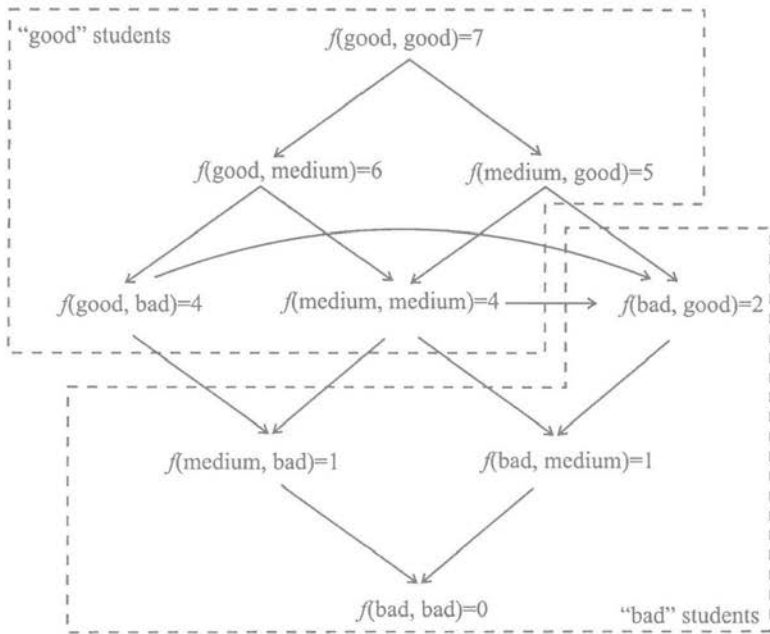 “good” students
f(good, good)=7
f(good, medium)=6
f(medium, good)=5
f(good, bad)=4
f(medium, medium)=4
f(bad, good)=2
f(medium, bad)=1
f(bad, medium)=1
f(bad, bad)=0
“bad” students